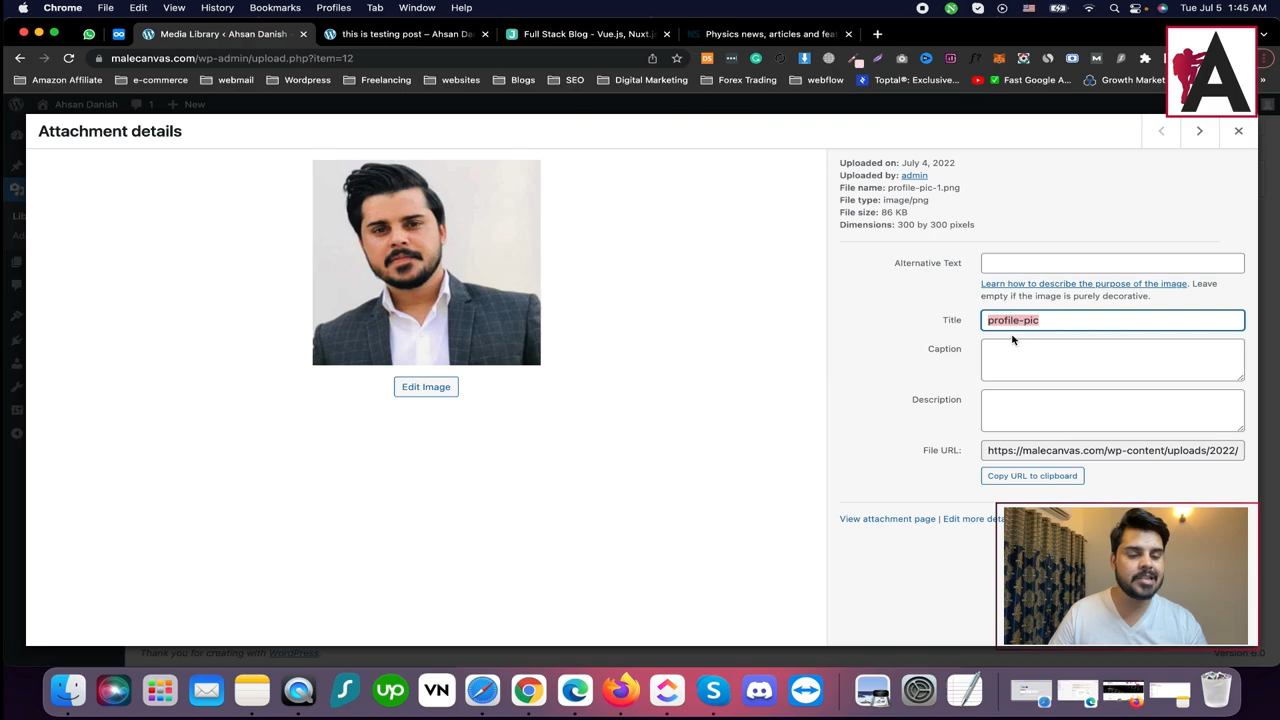 Chrome File Edit View History Bookmarks Profiles Tab Window Help Tue Jul 5 1:45 AM
Media Library ‹ Ahsan Danish – this is testing post – Ahsan Da Full Stack Blog - Vue.js, Nuxt. Physics news, articles and fea
malecanvas.com/wp-admin/upload.php?item=12
Amazon Affiliate e-commerce webmail Wordpress Freelancing websites Blogs SEO Digital Marketing Forex Trading webflow Toptal®: Exclusive... Fast Google A... Growth Market
A
Ahsan Danish 1 New
Attachment details
Uploaded on: July 4, 2022
Uploaded by: admin
File name: profile-pic-1.png
File type: image/png
File size: 86 KB
Dimensions: 300 by 300 pixels
Alternative Text
Learn how to describe the purpose of the image. Leave
empty if the image is purely decorative.
Title profile-pic
Caption
Edit Image
Description
File URL: https://malecanvas.com/wp-content/uploads/2022/
Copy URL to clipboard
View attachment page | Edit more deta
Thank you for creating with WordPress. Version 6.0
up VN